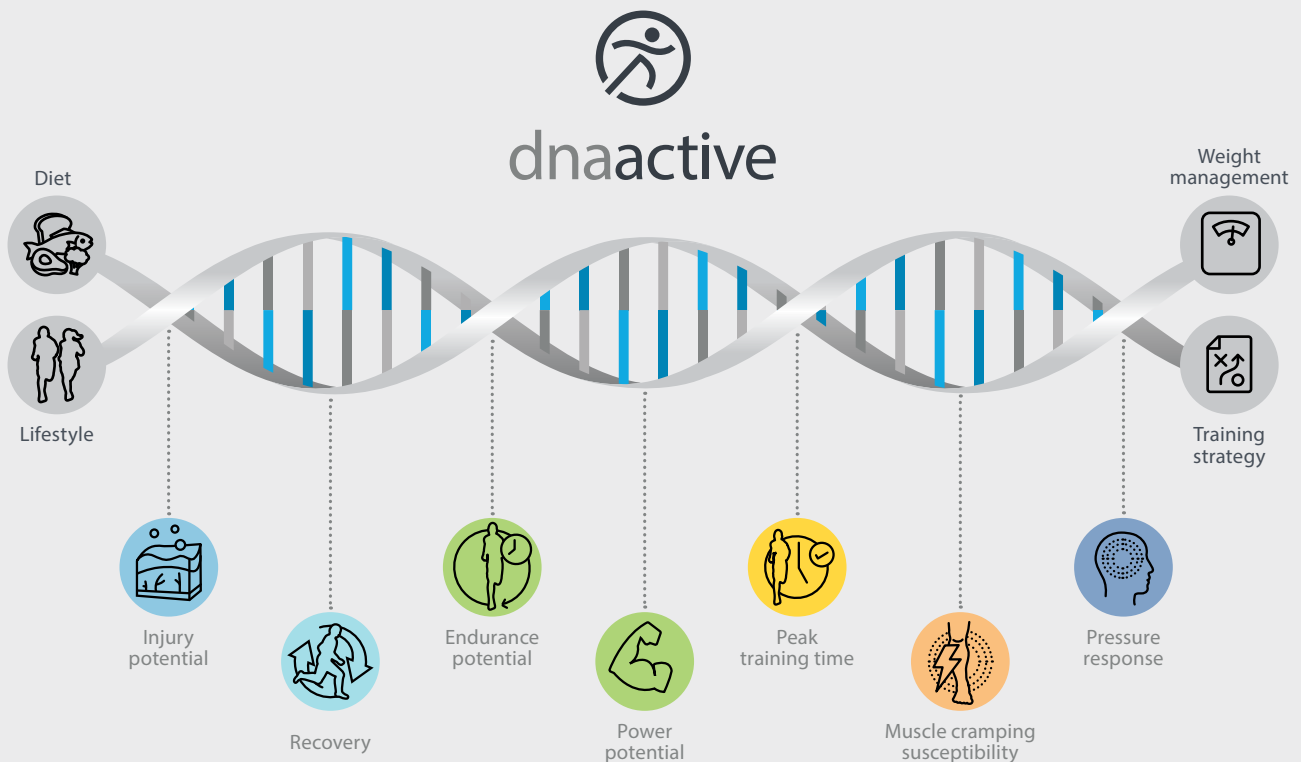 dnaactive
Diet
Weight
management
Lifestyle
Training
strategy
Injury
potential
Recovery
Endurance
potential
Power
potential
Peak
training time
Muscle cramping
susceptibility
Pressure
response